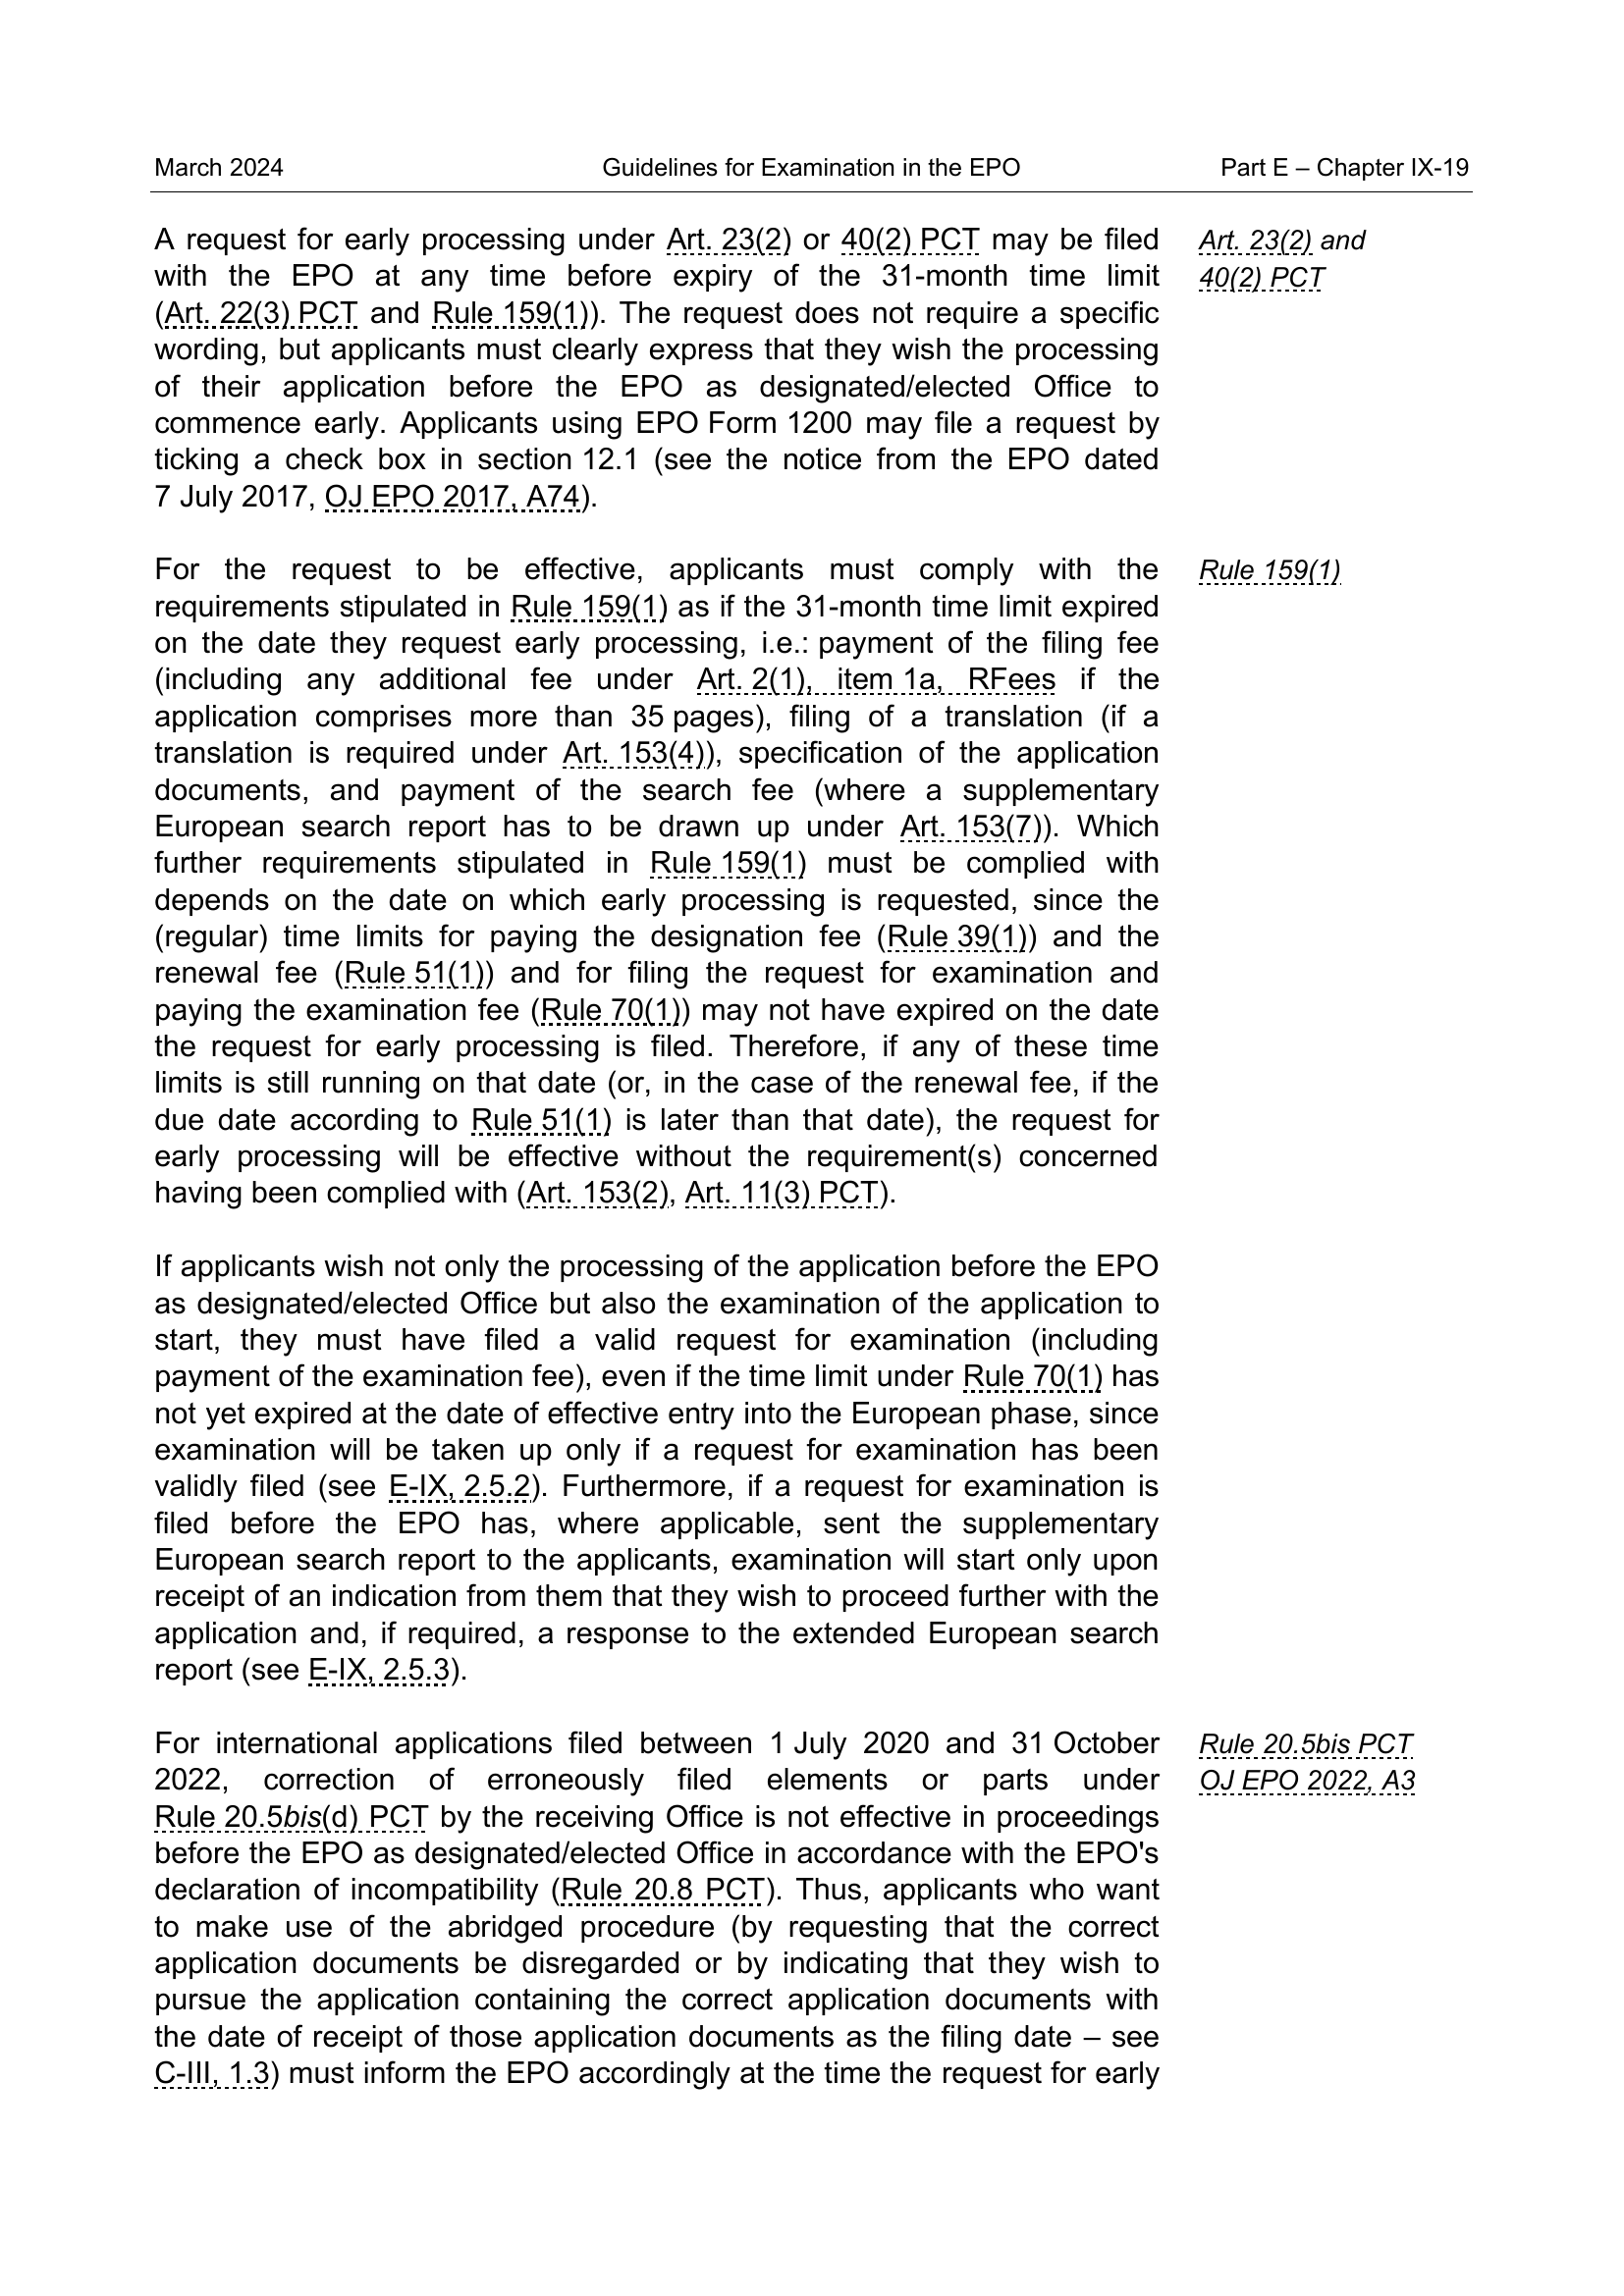 March 2024 Guidelines for Examination in the EPO Part E – Chapter IX-19
A request for early processing under Art. 23(2) or 40(2) PCT may be filed
with the EPO at any time before expiry of the 31-month time limit
(Art. 22(3) PCT and Rule 159(1)). The request does not require a specific
wording, but applicants must clearly express that they wish the processing
of their application before the EPO as designated/elected Office to
commence early. Applicants using EPO Form 1200 may file a request by
ticking a check box in section 12.1 (see the notice from the EPO dated
7 July 2017, OJ EPO 2017, A74).
Art. 23(2) and
40(2) PCT
For the request to be effective, applicants must comply with the
requirements stipulated in Rule 159(1) as if the 31-month time limit expired
on the date they request early processing, i.e.: payment of the filing fee
(including any additional fee under Art. 2(1), item 1a, RFees if the
application comprises more than 35 pages), filing of a translation (if a
translation is required under Art. 153(4)), specification of the application
documents, and payment of the search fee (where a supplementary
European search report has to be drawn up under Art. 153(7)). Which
further requirements stipulated in Rule 159(1) must be complied with
depends on the date on which early processing is requested, since the
(regular) time limits for paying the designation fee (Rule 39(1)) and the
renewal fee (Rule 51(1)) and for filing the request for examination and
paying the examination fee (Rule 70(1)) may not have expired on the date
the request for early processing is filed. Therefore, if any of these time
limits is still running on that date (or, in the case of the renewal fee, if the
due date according to Rule 51(1) is later than that date), the request for
early processing will be effective without the requirement(s) concerned
having been complied with (Art. 153(2), Art. 11(3) PCT).
Rule 159(1)
If applicants wish not only the processing of the application before the EPO
as designated/elected Office but also the examination of the application to
start, they must have filed a valid request for examination (including
payment of the examination fee), even if the time limit under Rule 70(1) has
not yet expired at the date of effective entry into the European phase, since
examination will be taken up only if a request for examination has been
validly filed (see E-IX, 2.5.2). Furthermore, if a request for examination is
filed before the EPO has, where applicable, sent the supplementary
European search report to the applicants, examination will start only upon
receipt of an indication from them that they wish to proceed further with the
application and, if required, a response to the extended European search
report (see E-IX, 2.5.3).
For international applications filed between 1 July 2020 and 31 October
2022, correction of erroneously filed elements or parts under
Rule 20.5bis(d) PCT by the receiving Office is not effective in proceedings
before the EPO as designated/elected Office in accordance with the EPO's
declaration of incompatibility (Rule 20.8 PCT). Thus, applicants who want
to make use of the abridged procedure (by requesting that the correct
application documents be disregarded or by indicating that they wish to
pursue the application containing the correct application documents with
the date of receipt of those application documents as the filing date – see
C-III, 1.3) must inform the EPO accordingly at the time the request for early
Rule 20.5bis PCT
OJ EPO 2022, A3